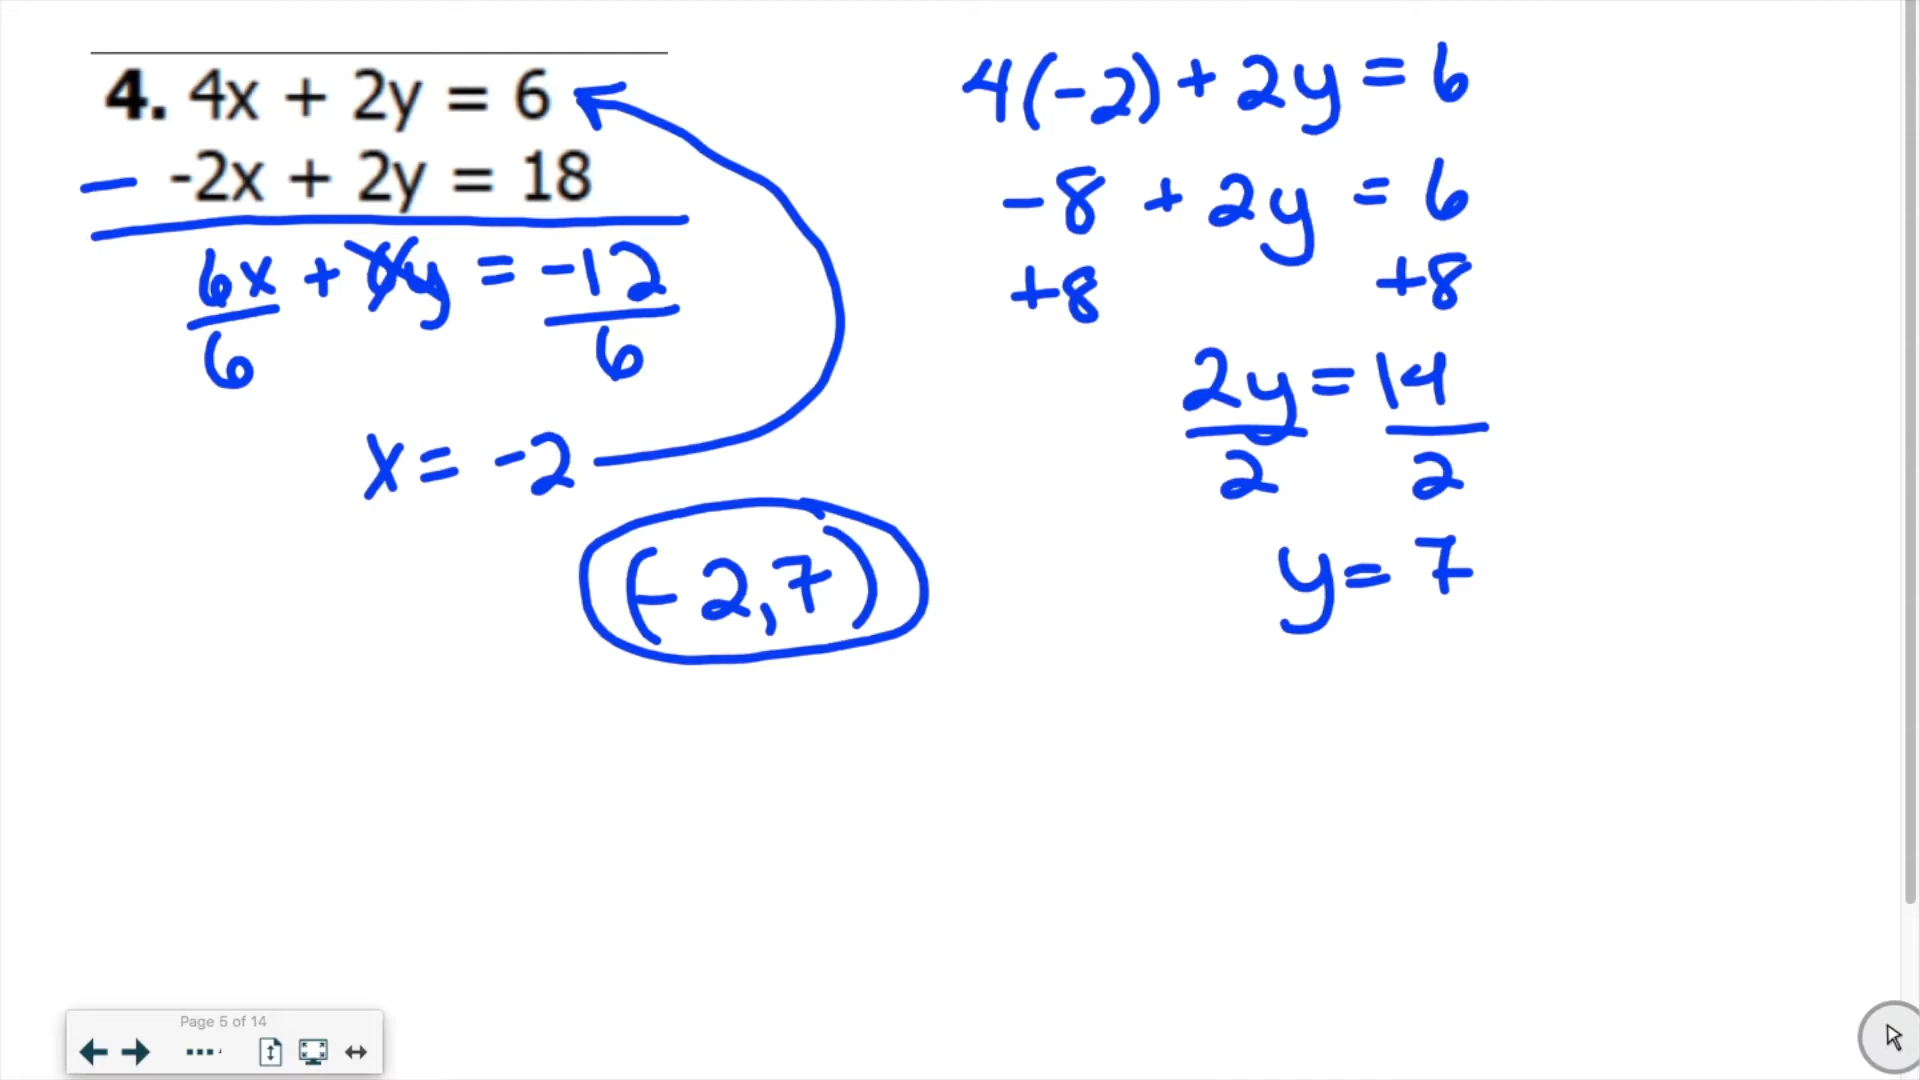 4. 4x + 2y = 6
- -2x + 2y = 18
6x + 0y = -12
6 6
x = -2
(-2,7)
4(-2) + 2y = 6
-8 + 2y = 6
+8 +8
2y = 14
2 2
y = 7
Page 5 of 14